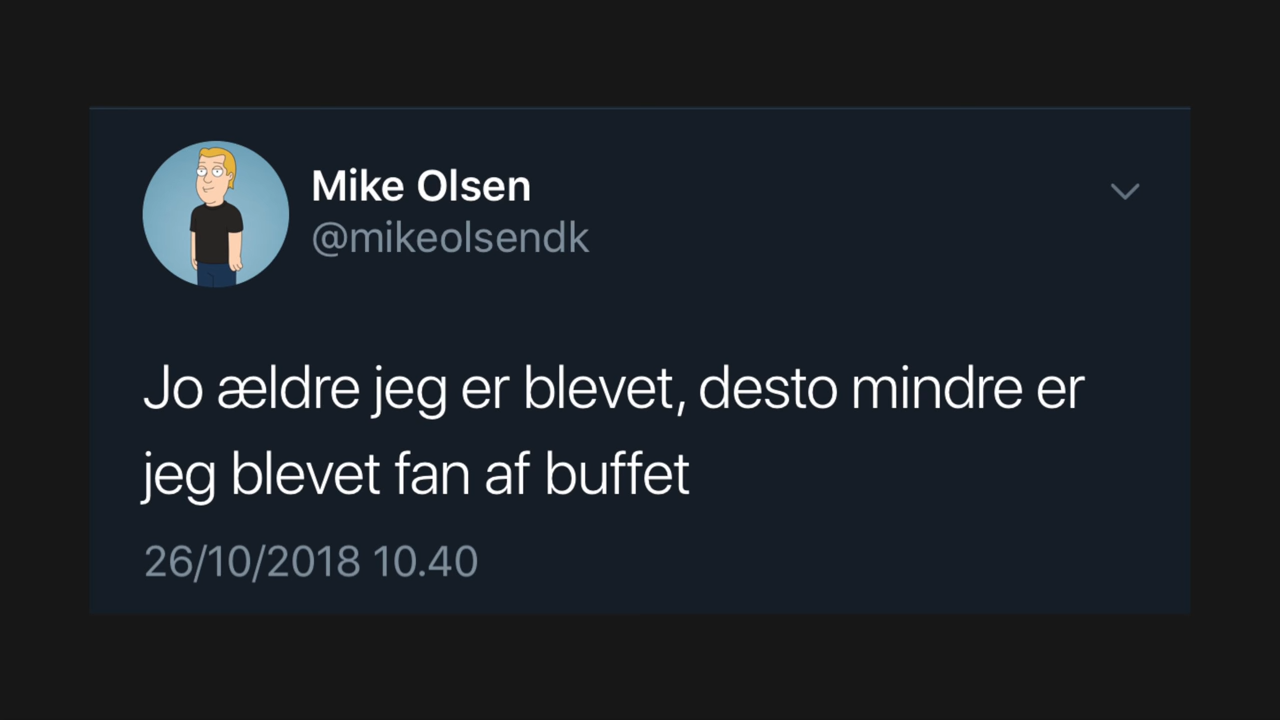 Mike Olsen
@mikeolsendk
Jo ældre jeg er blevet, desto mindre er
jeg blevet fan af buffet
26/10/2018 10.40